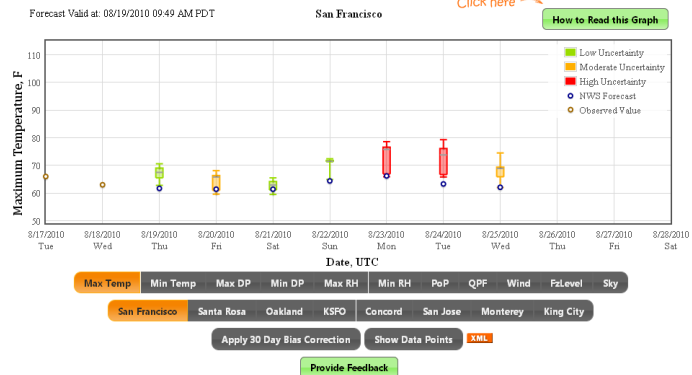 Click here
Forecast Valid at: 08/19/2010 09:49 AM PDT
San Francisco
How to Read this Graph
Low Uncertainty
Moderate Uncertainty
High Uncertainty
NWS Forecast
Observed Value
Maximum Temperature, F
110
100
90
80
70
60
50
8/17/2010 8/18/2010 8/19/2010 8/20/2010 8/21/2010 8/22/2010 8/23/2010 8/24/2010 8/25/2010 8/26/2010 8/27/2010 8/28/2010
Tue Wed Thu Fri Sat Sun Mon Tue Wed Thu Fri Sat
Date, UTC
Max Temp Min Temp Max DP Min DP Max RH Min RH PoP QPF Wind FzLevel Sky
San Francisco Santa Rosa Oakland KSFO Concord San Jose Monterey King City
Apply 30 Day Bias Correction Show Data Points XML
Provide Feedback